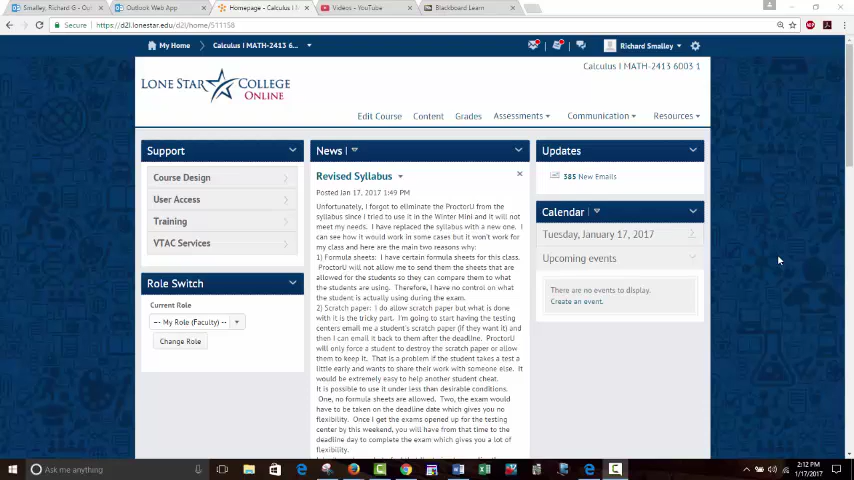 Smalley, Richard G - Ou
Outlook Web App
Homepage - Calculus I M
Videos - YouTube
Blackboard Learn
Secure
https://d2l.lonestar.edu/d2l/home/511158
My Home
Calculus I MATH-2413 6...
Richard Smalley
Calculus I MATH-2413 6003 1
LONE STAR COLLEGE
ONLINE
Edit Course
Content
Grades
Assessments
Communication
Resources
Support
Course Design
User Access
Training
VTAC Services
Role Switch
Current Role
-- My Role (Faculty) --
Change Role
News
Revised Syllabus
Posted Jan 17, 2017 1:49 PM
Unfortunately, I forgot to eliminate the ProctorU from the
syllabus since I tried to use it in the Winter Mini and it will not
meet my needs. I have replaced the syllabus with a new one. I
can see how it would work in some cases but it won't work for
my class and here are the main two reasons why:
1) Formula sheets: I have certain formula sheets for this class.
ProctorU will not allow me to send them the sheets that are
allowed for the students so they can compare them to what
the students are using. Therefore, I have no control on what
the student is actually using during the exam.
2) Scratch paper: I do allow scratch paper but what is done
with it is the tricky part. I'm going to start having the testing
centers email me a student's scratch paper (if they want it) and
then I can email it back to them after the deadline. ProctorU
will only force a student to destroy the scratch paper or allow
them to keep it. That is a problem if the student takes a test a
little early and wants to share their work with someone else. It
would be extremely easy to help another student cheat.
It is possible to use it under less than desirable conditions.
One, no formula sheets are allowed. Two, the exam would
have to be taken on the deadline date which gives you no
flexibility. Once I get the exams opened up for the testing
center by this weekend, you will have from that time to the
deadline day to complete the exam which gives you a lot of
flexibility.
Updates
385 New Emails
Calendar
Tuesday, January 17, 2017
Upcoming events
There are no events to display.
Create an event.
Ask me anything
2:12 PM
1/17/2017